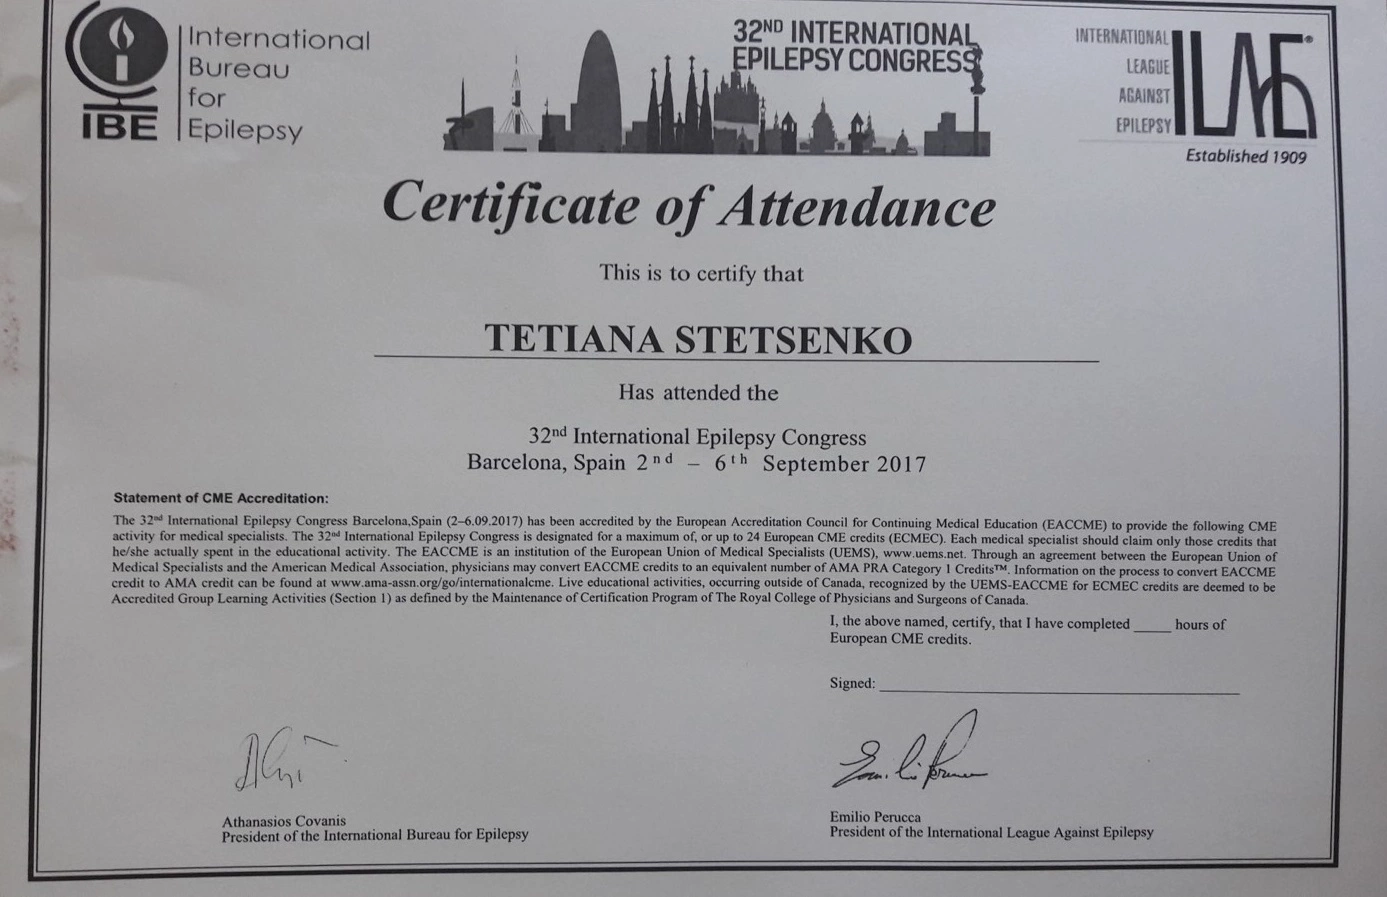 International
Bureau
for
Epilepsy
IBE
32ND INTERNATIONAL
EPILEPSY CONGRESS
INTERNATIONAL
LEAGUE
AGAINST
EPILEPSY
ILAE
Established 1909
Certificate of Attendance
This is to certify that
TETIANA STETSENKO
Has attended the
32nd International Epilepsy Congress
Barcelona, Spain 2nd – 6th September 2017
Statement of CME Accreditation:
The 32nd International Epilepsy Congress Barcelona,Spain (2–6.09.2017) has been accredited by the European Accreditation Council for Continuing Medical Education (EACCME) to provide the following CME
activity for medical specialists. The 32nd International Epilepsy Congress is designated for a maximum of, or up to 24 European CME credits (ECMEC). Each medical specialist should claim only those credits that
he/she actually spent in the educational activity. The EACCME is an institution of the European Union of Medical Specialists (UEMS), www.uems.net. Through an agreement between the European Union of
Medical Specialists and the American Medical Association, physicians may convert EACCME credits to an equivalent number of AMA PRA Category 1 Credits™. Information on the process to convert EACCME
credit to AMA credit can be found at www.ama-assn.org/go/internationalcme. Live educational activities, occurring outside of Canada, recognized by the UEMS-EACCME for ECMEC credits are deemed to be
Accredited Group Learning Activities (Section 1) as defined by the Maintenance of Certification Program of The Royal College of Physicians and Surgeons of Canada.
I, the above named, certify, that I have completed _____ hours of
European CME credits.
Signed:
Athanasios Covanis
President of the International Bureau for Epilepsy
Emilio Perucca
President of the International League Against Epilepsy